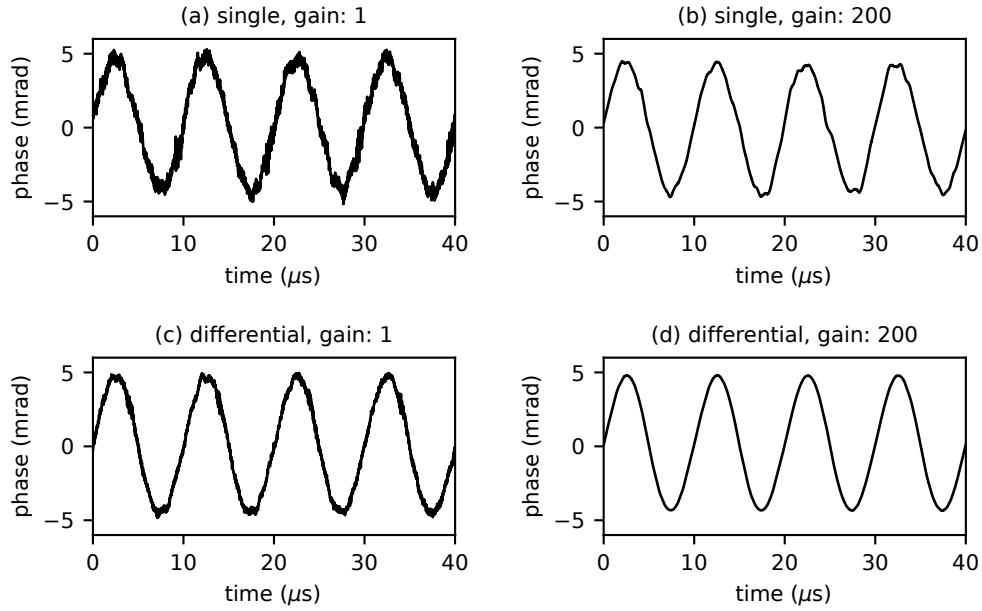 (a) single, gain: 1
phase (mrad)
5
0
−5
0 10 20 30 40
time (μs)
(b) single, gain: 200
phase (mrad)
5
0
−5
0 10 20 30 40
time (μs)
(c) differential, gain: 1
phase (mrad)
5
0
−5
0 10 20 30 40
time (μs)
(d) differential, gain: 200
phase (mrad)
5
0
−5
0 10 20 30 40
time (μs)